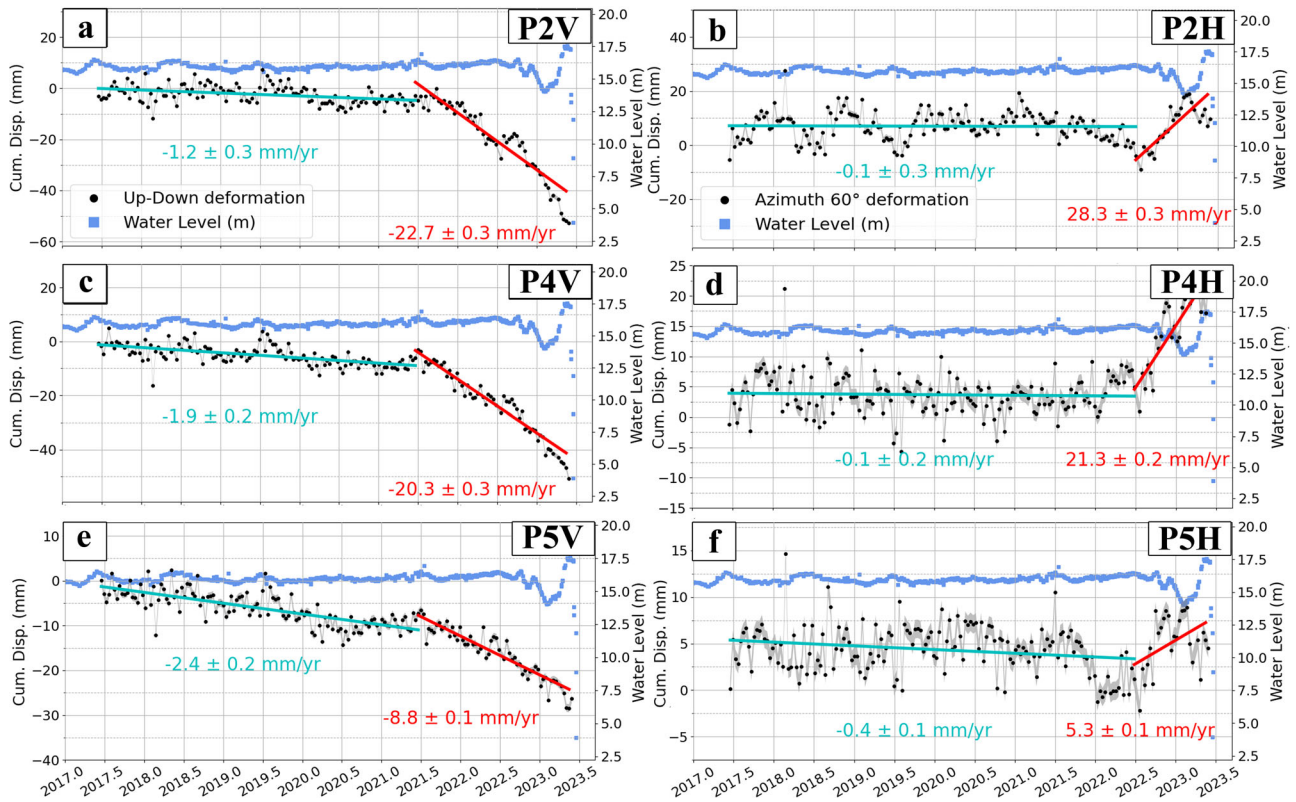 a
P2V
20
0
−20
−40
−60
Cum. Disp. (mm)
20.0
17.5
15.0
12.5
10.0
7.5
5.0
2.5
Water Level (m)
-1.2 ± 0.3 mm/yr
Up-Down deformation
Water Level (m)
-22.7 ± 0.3 mm/yr
b
P2H
40
20
0
−20
Cum. Disp. (mm)
20.0
17.5
15.0
12.5
10.0
7.5
5.0
2.5
Water Level (m)
-0.1 ± 0.3 mm/yr
Azimuth 60° deformation
Water Level (m)
28.3 ± 0.3 mm/yr
c
P4V
20
0
−20
−40
Cum. Disp. (mm)
20.0
17.5
15.0
12.5
10.0
7.5
5.0
2.5
Water Level (m)
-1.9 ± 0.2 mm/yr
-20.3 ± 0.3 mm/yr
d
P4H
25
20
15
10
5
0
−5
−10
−15
Cum. Disp. (mm)
20.0
17.5
15.0
12.5
10.0
7.5
5.0
2.5
Water Level (m)
-0.1 ± 0.2 mm/yr
21.3 ± 0.2 mm/yr
e
P5V
10
0
−10
−20
−30
−40
Cum. Disp. (mm)
20.0
17.5
15.0
12.5
10.0
7.5
5.0
2.5
Water Level (m)
-2.4 ± 0.2 mm/yr
-8.8 ± 0.1 mm/yr
2017.0
2017.5
2018.0
2018.5
2019.0
2019.5
2020.0
2020.5
2021.0
2021.5
2022.0
2022.5
2023.0
2023.5
f
P5H
15
10
5
0
−5
Cum. Disp. (mm)
20.0
17.5
15.0
12.5
10.0
7.5
5.0
2.5
Water Level (m)
-0.4 ± 0.1 mm/yr
5.3 ± 0.1 mm/yr
2017.0
2017.5
2018.0
2018.5
2019.0
2019.5
2020.0
2020.5
2021.0
2021.5
2022.0
2022.5
2023.0
2023.5